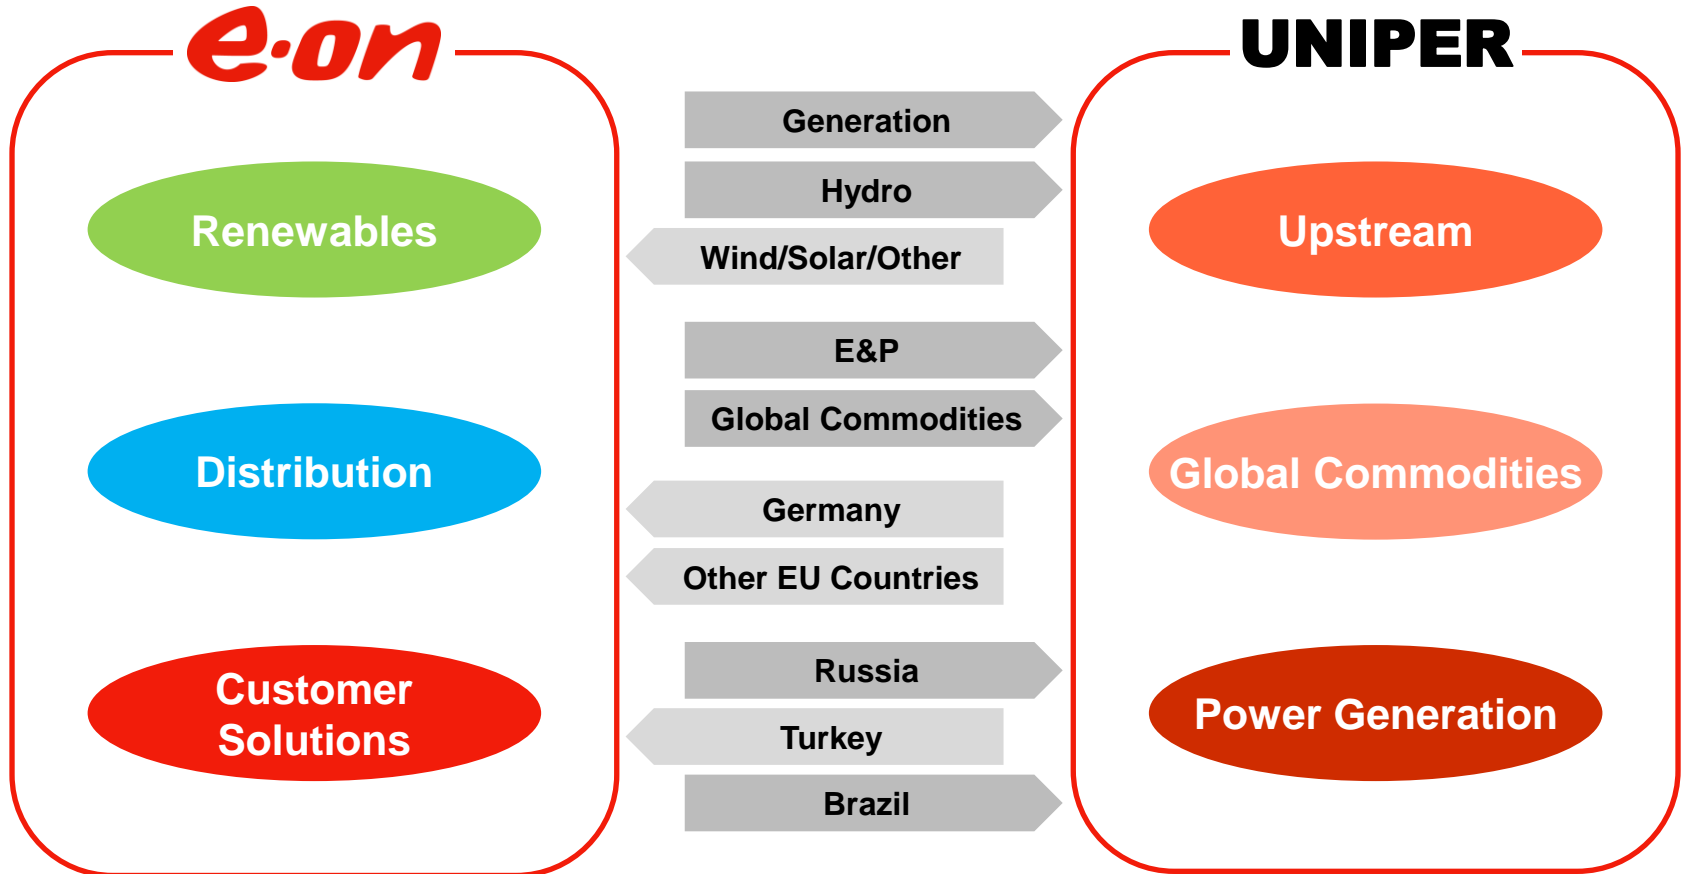 e·on
Renewables
Distribution
Customer
Solutions
Generation
Hydro
Wind/Solar/Other
E&P
Global Commodities
Germany
Other EU Countries
Russia
Turkey
Brazil
UNIPER
Upstream
Global Commodities
Power Generation